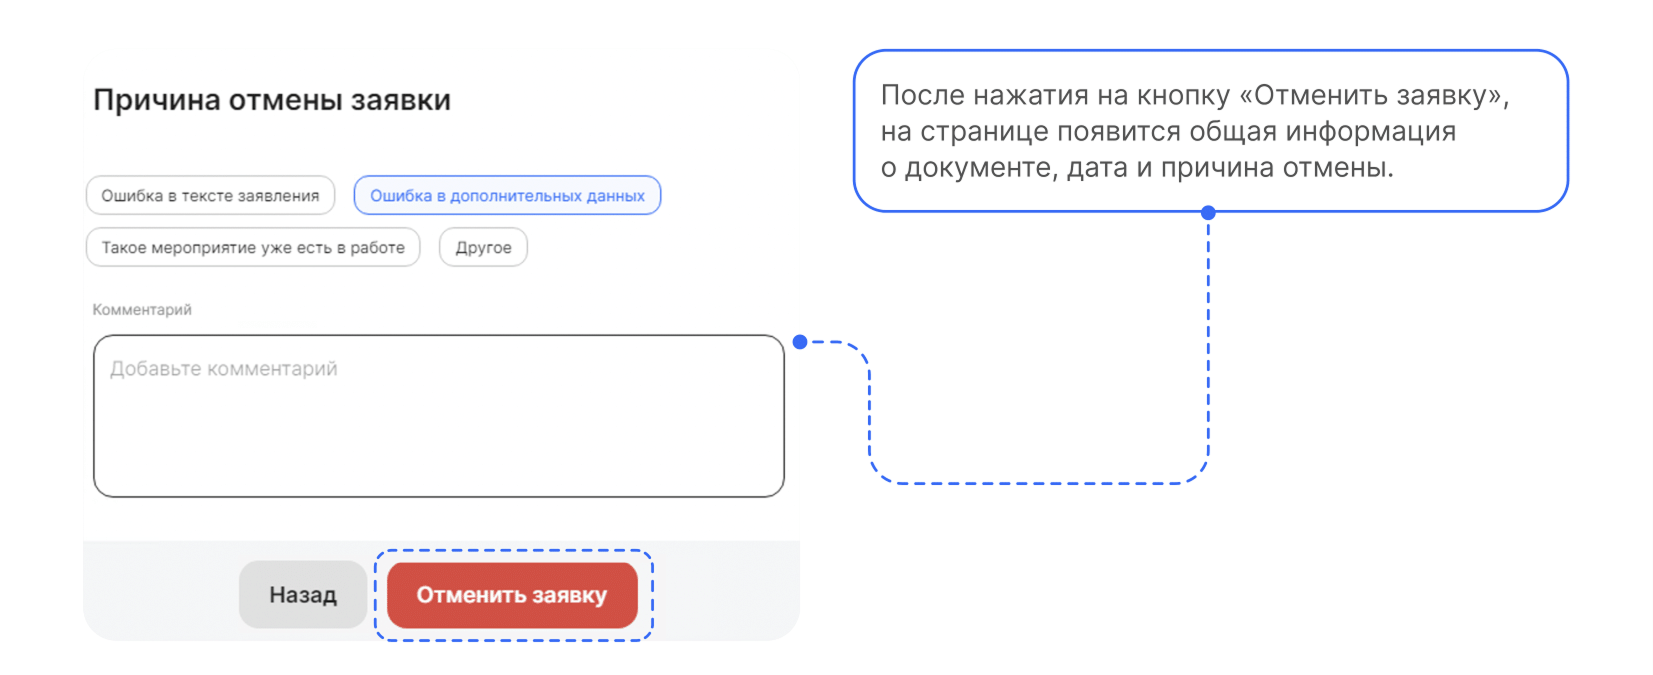 Причина отмены заявки
Ошибка в тексте заявления
Ошибка в дополнительных данных
Такое мероприятие уже есть в работе
Другое
Комментарий
Добавьте комментарий
Назад
Отменить заявку
После нажатия на кнопку «Отменить заявку»,
на странице появится общая информация
о документе, дата и причина отмены.